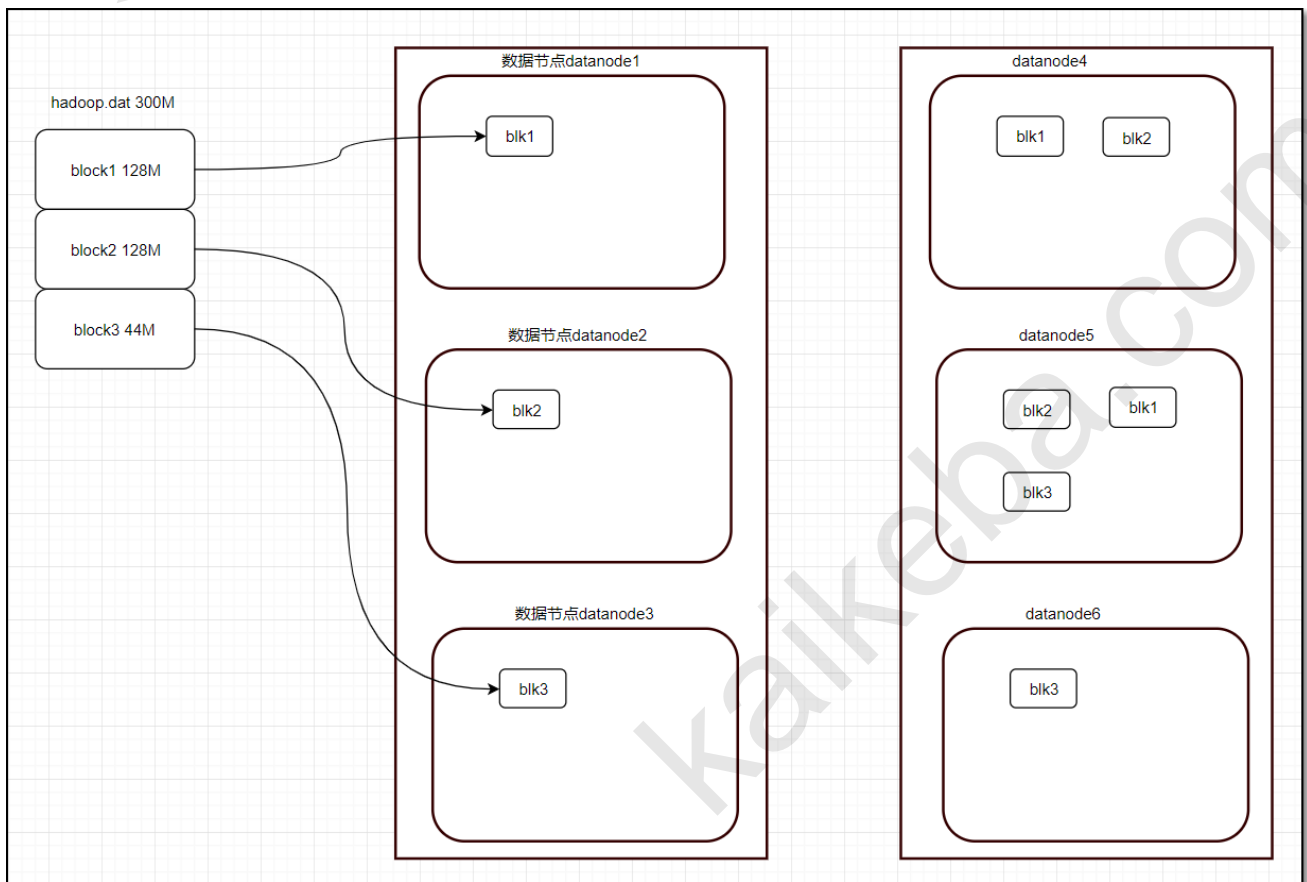 hadoop.dat 300M
block1 128M
block2 128M
block3 44M
数据节点datanode1
blk1
数据节点datanode2
blk2
数据节点datanode3
blk3
datanode4
blk1 blk2
datanode5
blk2 blk1
blk3
datanode6
blk3
kaikeba.com